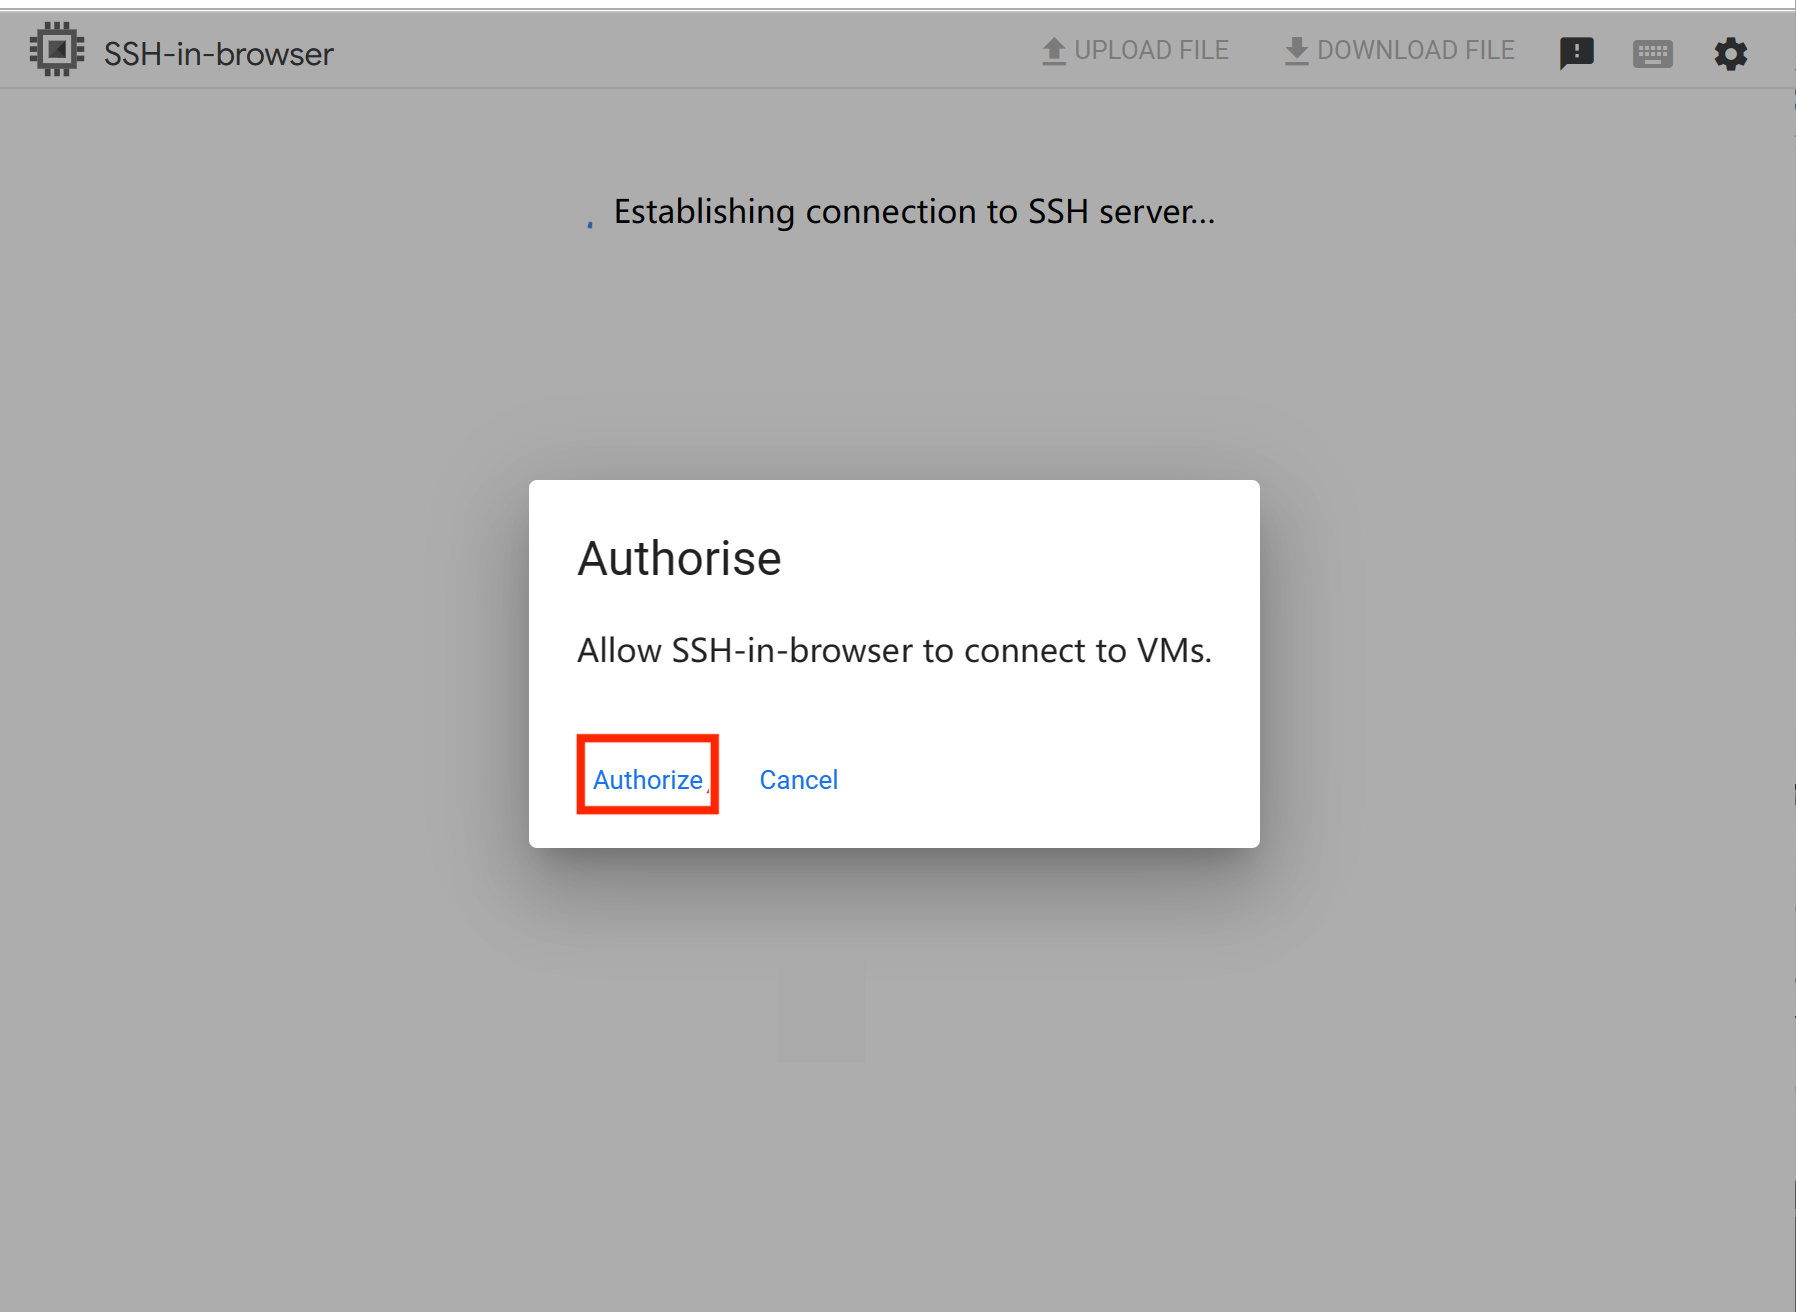 SSH-in-browser
UPLOAD FILE
DOWNLOAD FILE
Establishing connection to SSH server...
Authorise
Allow SSH-in-browser to connect to VMs.
Authorize
Cancel